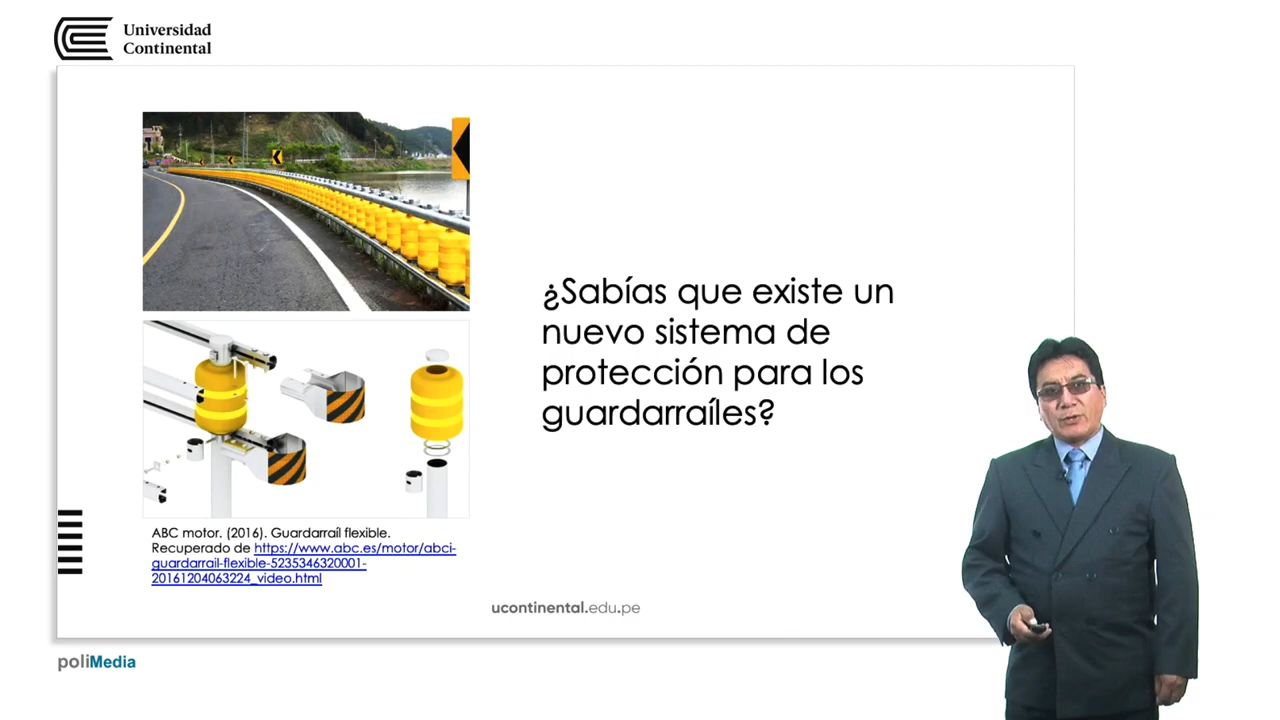 Universidad
Continental
¿Sabías que existe un
nuevo sistema de
protección para los
guardarraíles?
ABC motor. (2016). Guardarraíl flexible.
Recuperado de https://www.abc.es/motor/abci-
guardarrail-flexible-5235346320001-
20161204063224_video.html
ucontinental.edu.pe
poliMedia